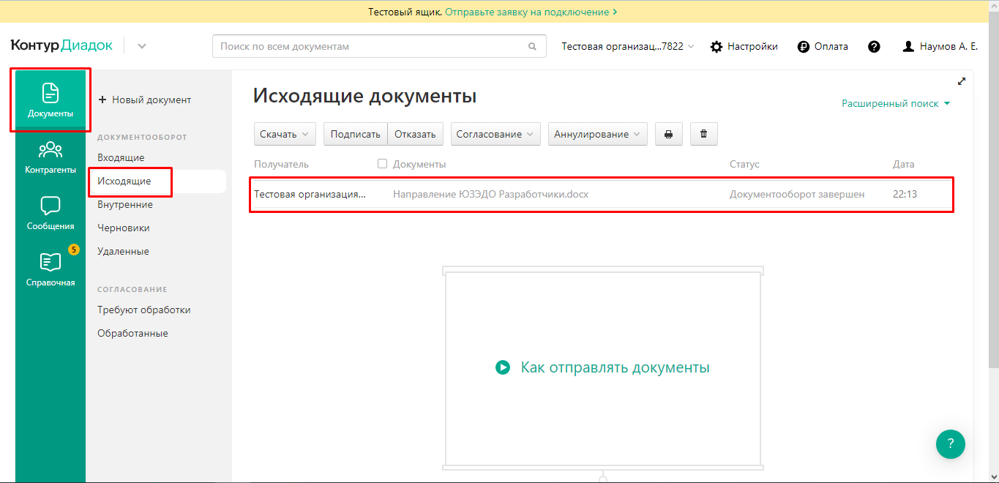 Тестовый ящик. Отправьте заявку на подключение
Контур Диадок
Поиск по всем документам
Тестовая организац...7822
Настройки
Оплата
Наумов А. Е.
Документы
Контрагенты
Сообщения
5
Справочная
+ Новый документ
ДОКУМЕНТООБОРОТ
Входящие
Исходящие
Внутренние
Черновики
Удаленные
СОГЛАСОВАНИЕ
Требуют обработки
Обработанные
Исходящие документы
Расширенный поиск
Скачать Подписать Отказать Согласование Аннулирование
Получатель Документы Статус Дата
Тестовая организация... Направление ЮЗЭДО Разработчики.docx Документооборот завершен 22:13
Как отправлять документы
?